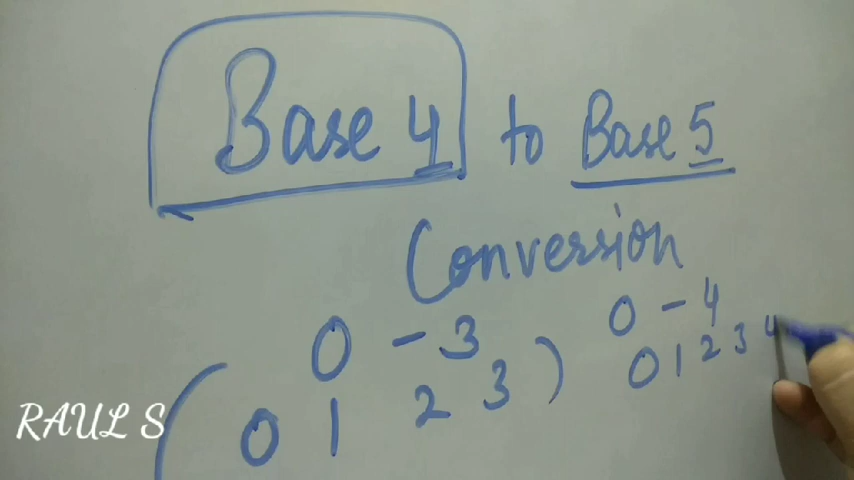 Base 4 to Base 5
Conversion
0 - 3
( 0 1 2 3 )
0 - 4
0 1 2 3 4
RAUL S